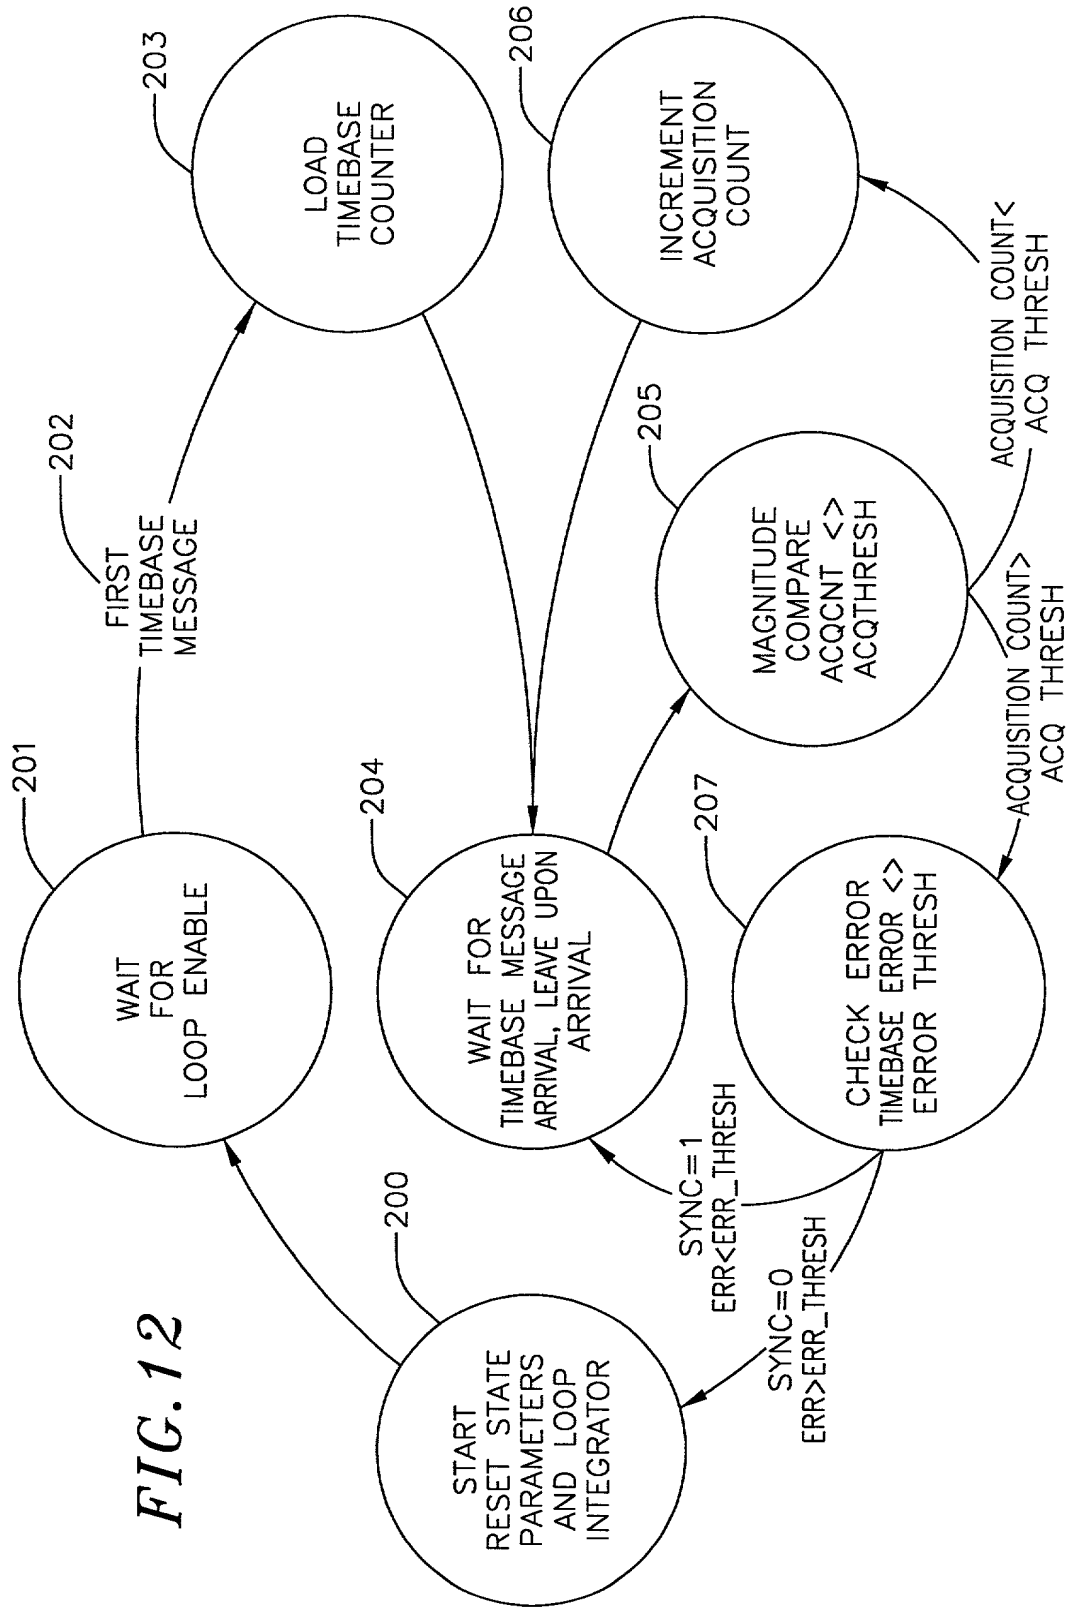 FIG. 12
200
START
RESET STATE
PARAMETERS
AND LOOP
INTEGRATOR
201
WAIT
FOR
LOOP ENABLE
202
FIRST
TIMEBASE
MESSAGE
203
LOAD
TIMEBASE
COUNTER
204
WAIT FOR
TIMEBASE MESSAGE
ARRIVAL, LEAVE UPON
ARRIVAL
205
MAGNITUDE
COMPARE
ACQCNT <>
ACQTHRESH
206
INCREMENT
ACQUISITION
COUNT
ACQUISITION COUNT<
ACQ THRESH
ACQUISITION COUNT>
ACQ THRESH
207
CHECK ERROR
TIMEBASE ERROR <>
ERROR THRESH
SYNC=1
ERR<ERR_THRESH
SYNC=0
ERR>ERR_THRESH